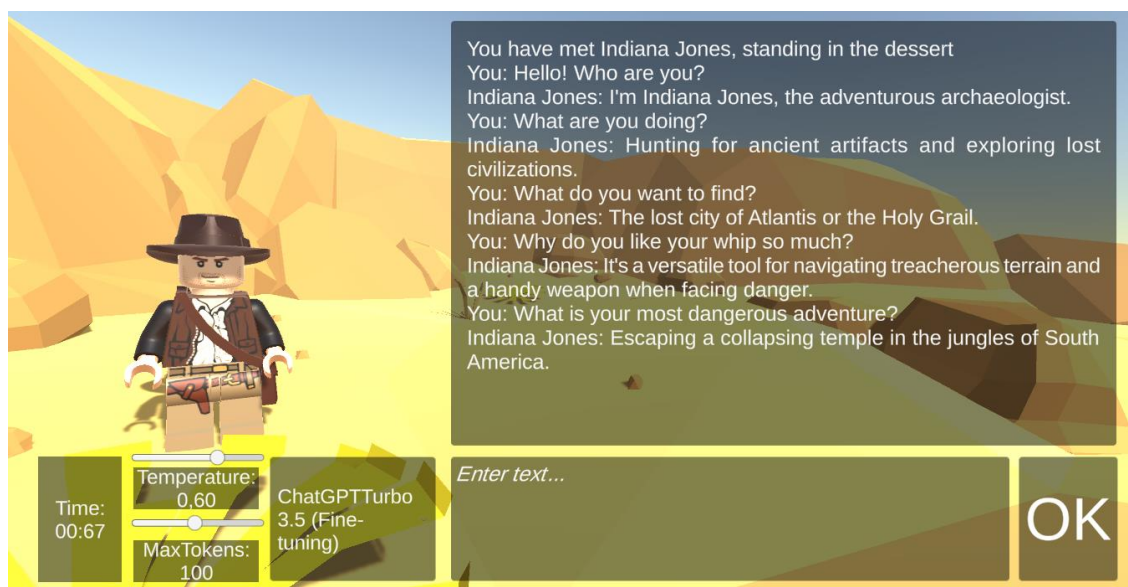 You have met Indiana Jones, standing in the dessert
You: Hello! Who are you?
Indiana Jones: I'm Indiana Jones, the adventurous archaeologist.
You: What are you doing?
Indiana Jones: Hunting for ancient artifacts and exploring lost
civilizations.
You: What do you want to find?
Indiana Jones: The lost city of Atlantis or the Holy Grail.
You: Why do you like your whip so much?
Indiana Jones: It's a versatile tool for navigating treacherous terrain and
a handy weapon when facing danger.
You: What is your most dangerous adventure?
Indiana Jones: Escaping a collapsing temple in the jungles of South
America.
Time:
00:67
Temperature:
0,60
MaxTokens:
100
ChatGPTTurbo
3.5 (Fine-
tuning)
Enter text...
OK